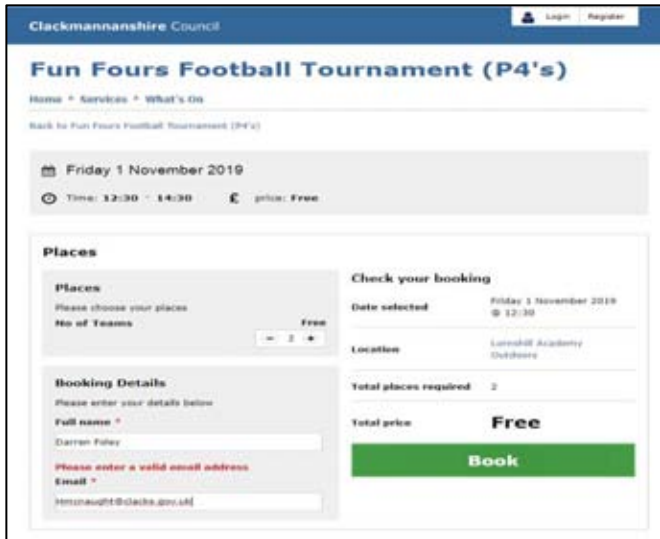 Clackmannanshire Council
Login Register
Fun Fours Football Tournament (P4's)
Home * Services * What's On
Back to Fun Fours Football Tournament (P4's)
Friday 1 November 2019
Time: 12:30 - 14:30 £ price: Free
Places
Places
Please choose your places
No of Teams Free
- 2 +
Booking Details
Please enter your details below
Full name *
Darren Foley
Please enter a valid email address
Email *
@clacks.gov.uk
Check your booking
Date selected Friday 1 November 2019
@ 12:30
Location Lornshill Academy
Outdoors
Total places required 2
Total price Free
Book